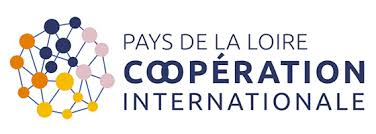 PAYS DE LA LOIRE
COOPÉRATION
INTERNATIONALE